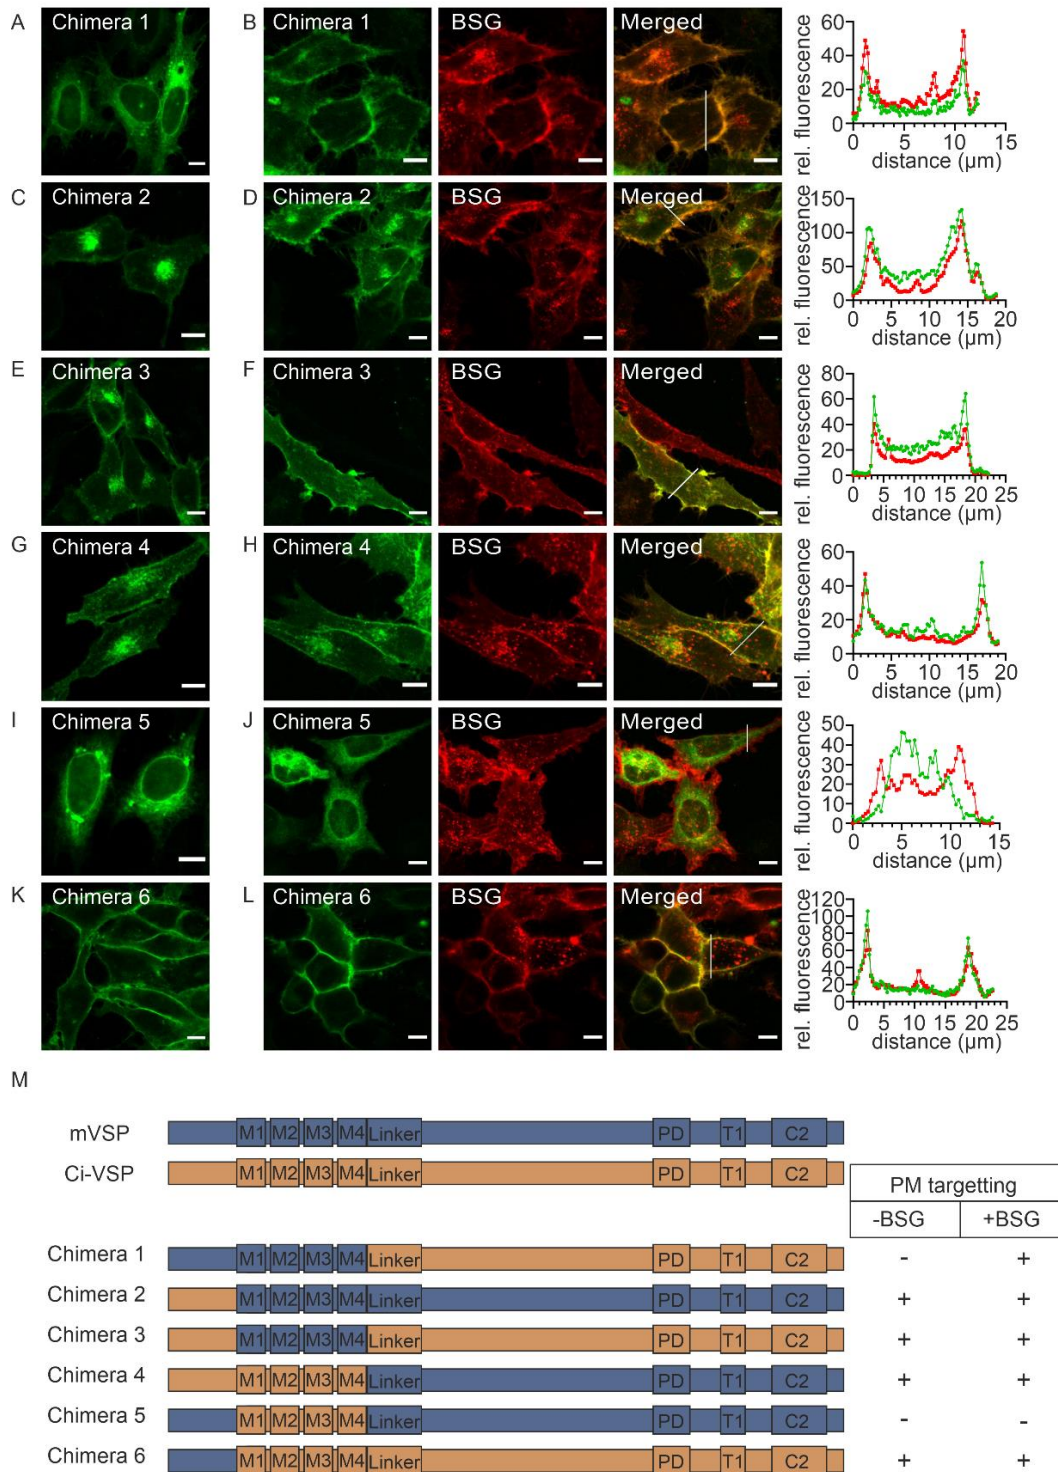 A Chimera 1 B Chimera 1 BSG Merged
rel. fluorescence
60
40
20
0
0 5 10 15
distance (µm)
C Chimera 2 D Chimera 2 BSG Merged
rel. fluorescence
150
100
50
0
0 5 10 15 20
distance (µm)
E Chimera 3 F Chimera 3 BSG Merged
rel. fluorescence
80
60
40
20
0
0 5 10 15 20 25
distance (µm)
G Chimera 4 H Chimera 4 BSG Merged
rel. fluorescence
60
40
20
0
0 5 10 15 20
distance (µm)
I Chimera 5 J Chimera 5 BSG Merged
rel. fluorescence
50
40
30
20
10
0
0 5 10 15
distance (µm)
K Chimera 6 L Chimera 6 BSG Merged
rel. fluorescence
120
100
80
60
40
20
0
0 5 10 15 20 25
distance (µm)
M
mVSP M1 M2 M3 M4 Linker PD T1 C2
Ci-VSP M1 M2 M3 M4 Linker PD T1 C2
PM targetting
-BSG +BSG
Chimera 1 M1 M2 M3 M4 Linker PD T1 C2 - +
Chimera 2 M1 M2 M3 M4 Linker PD T1 C2 + +
Chimera 3 M1 M2 M3 M4 Linker PD T1 C2 + +
Chimera 4 M1 M2 M3 M4 Linker PD T1 C2 + +
Chimera 5 M1 M2 M3 M4 Linker PD T1 C2 - -
Chimera 6 M1 M2 M3 M4 Linker PD T1 C2 + +